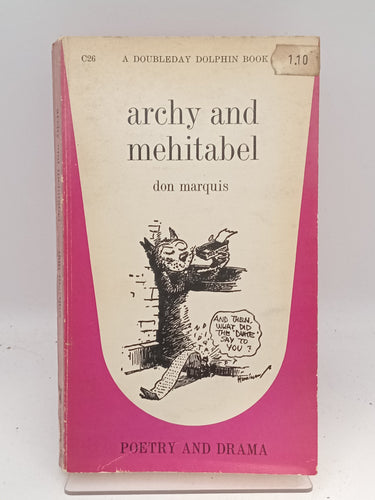 C26
A DOUBLEDAY DOLPHIN BOOK
1.10
archy and
mehitabel
don marquis
AND THEN,
WHAT DID
THE DAME
SAY TO
YOU?
POETRY AND DRAMA